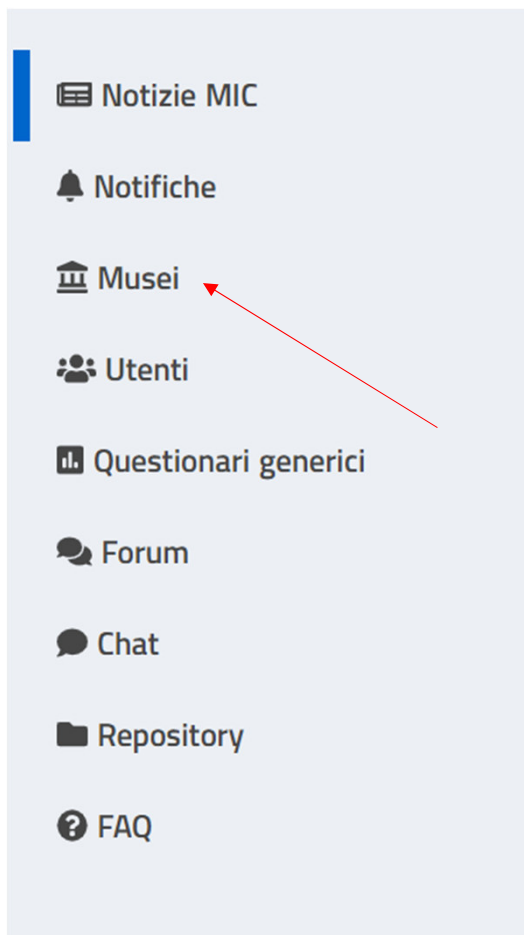 Notizie MIC
Notifiche
Musei
Utenti
Questionari generici
Forum
Chat
Repository
FAQ